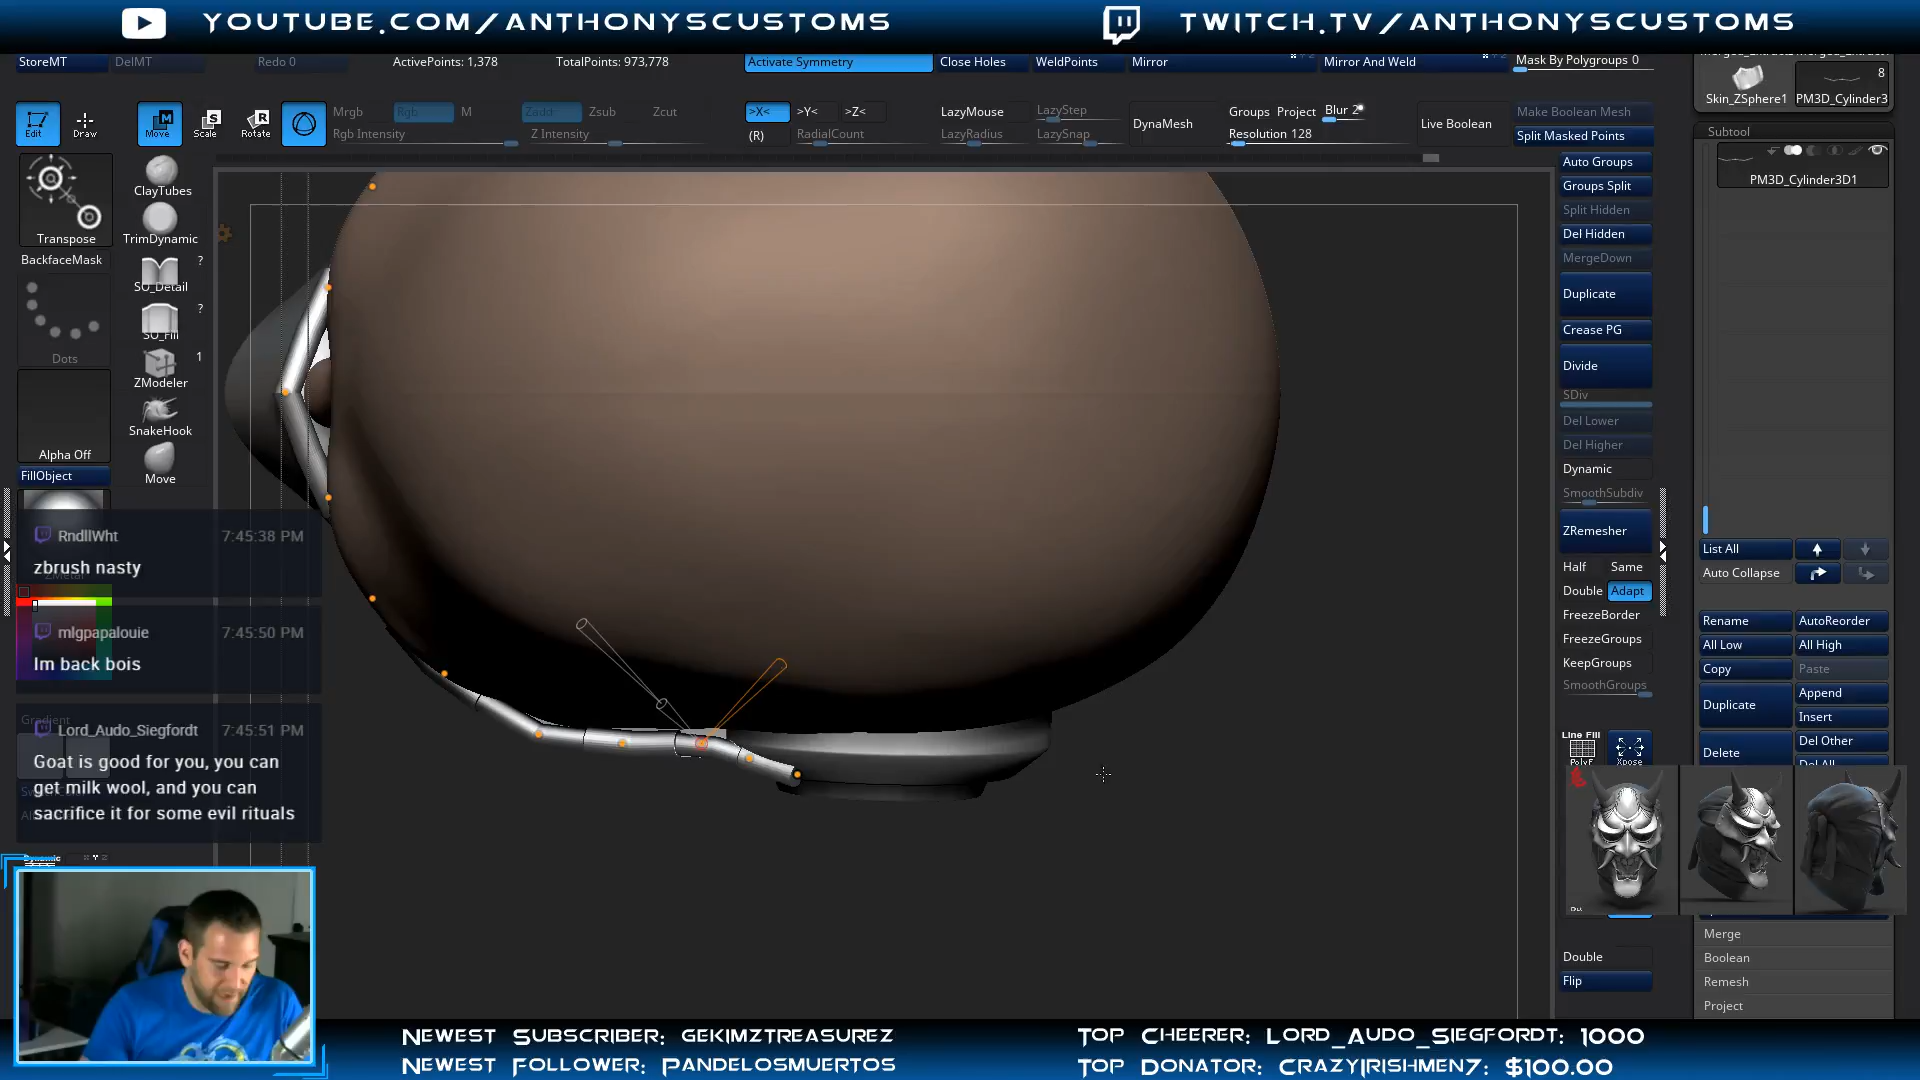 YOUTUBE.COM/ANTHONYSCUSTOMS
TWITCH.TV/ANTHONYSCUSTOMS
StoreMT
DelMT
Redo 0
ActivePoints: 1,378
TotalPoints: 973,778
Activate Symmetry
Close Holes
WeldPoints
Mirror
Mirror And Weld
Mask By Polygroups 0
Skin_ZSphere1
8
PM3D_Cylinder3
Edit
Draw
Move
Scale
Rotate
Mrgb
Rgb
M
Zadd
Zsub
Zcut
Rgb Intensity
Z Intensity
>X<
>Y<
>Z<
(R)
RadialCount
LazyMouse
LazyStep
LazyRadius
LazySnap
DynaMesh
Groups
Project
Blur 2
Resolution 128
Live Boolean
Make Boolean Mesh
Split Masked Points
Subtool
PM3D_Cylinder3D1
Transpose
BackfaceMask
Dots
Alpha Off
FillObject
ClayTubes
TrimDynamic
?
SO_Detail
?
SO_Fill
1
ZModeler
SnakeHook
Move
Auto Groups
Groups Split
Split Hidden
Del Hidden
MergeDown
Duplicate
Crease PG
Divide
SDiv
Del Lower
Del Higher
Dynamic
SmoothSubdiv
ZRemesher
Half
Same
Double
Adapt
FreezeBorder
FreezeGroups
KeepGroups
SmoothGroups
Line Fill
PolyF
Xpose
Double
Flip
List All
Auto Collapse
Rename
AutoReorder
All Low
All High
Copy
Paste
Duplicate
Append
Insert
Delete
Del Other
Del All
Merge
Boolean
Remesh
Project
RndllWht
7:45:38 PM
zbrush nasty
mlgpapalouie
7:45:50 PM
Im back bois
Gradient
Lord_Audo_Siegfordt
7:45:51 PM
Goat is good for you, you can
get milk wool, and you can
sacrifice it for some evil rituals
Dynamic
Newest Subscriber: gekimztreasurez
Newest Follower: Pandelosmuertos
Top Cheerer: Lord_Audo_Siegfordt: 1000
Top Donator: CrazyIrishmen7: $100.00